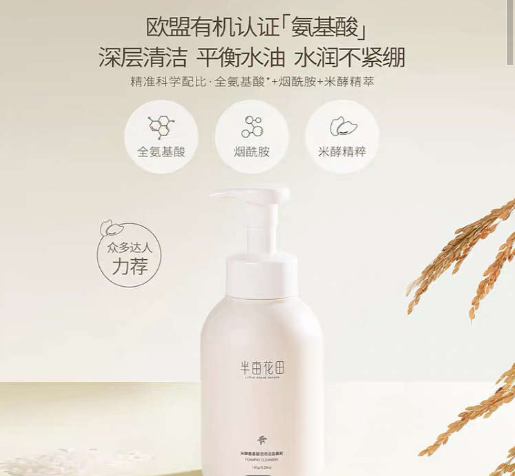 欧盟有机认证「氨基酸」
深层清洁 平衡水油 水润不紧绷
精准科学配比·全氨基酸*+烟酰胺+米酵精萃
全氨基酸
烟酰胺
米酵精粹
众多达人
力荐
半亩花田
FOAMING CLEANSER